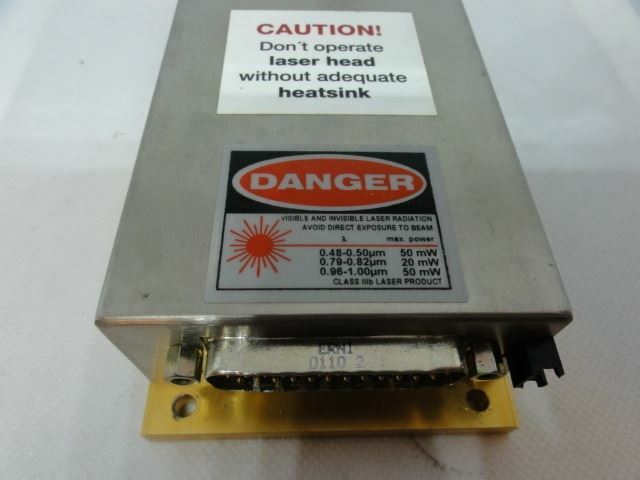 CAUTION!
Don´t operate
laser head
without adequate
heatsink
DANGER
VISIBLE AND INVISIBLE LASER RADIATION
AVOID DIRECT EXPOSURE TO BEAM
λ max. power
0.48-0.50µm 50 mW
0.79-0.82µm 20 mW
0.96-1.00µm 50 mW
CLASS IIIb LASER PRODUCT
ERNI
0110 2